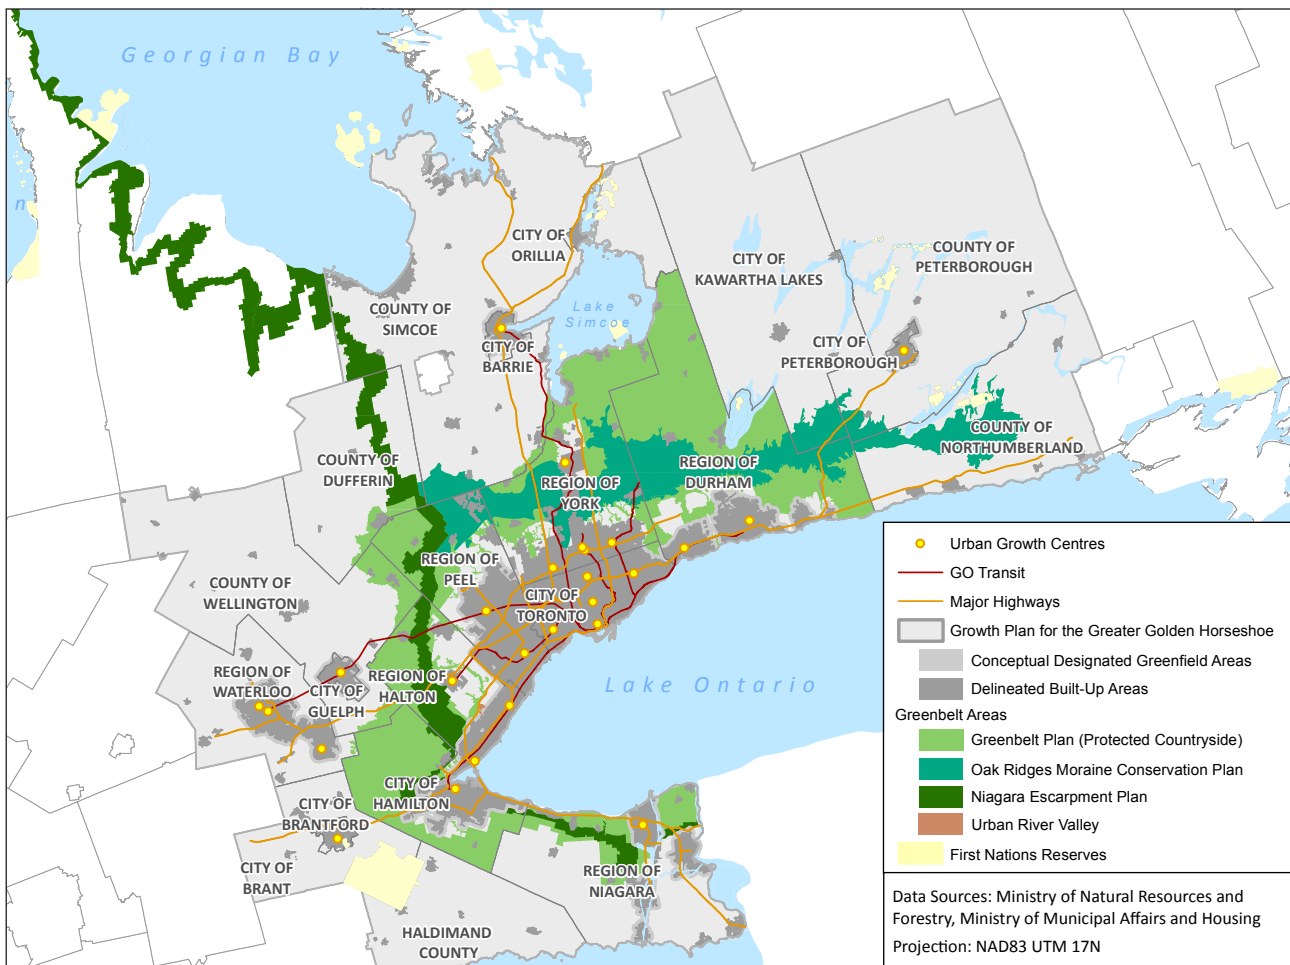 Georgian Bay
n
CITY OF
ORILLIA
CITY OF
KAWARTHA LAKES
COUNTY OF
PETERBOROUGH
COUNTY OF
SIMCOE
Lake
Simcoe
CITY OF
BARRIE
CITY OF
PETERBOROUGH
COUNTY OF
NORTHUMBERLAND
COUNTY OF
DUFFERIN
REGION OF
DURHAM
REGION OF
YORK
REGION OF
PEEL
COUNTY OF
WELLINGTON
CITY OF
TORONTO
REGION OF
WATERLOO
CITY OF
GUELPH
REGION OF
HALTON
Lake Ontario
CITY OF
HAMILTON
CITY OF
BRANTFORD
CITY OF
BRANT
REGION OF
NIAGARA
HALDIMAND
COUNTY
Urban Growth Centres
GO Transit
Major Highways
Growth Plan for the Greater Golden Horseshoe
Conceptual Designated Greenfield Areas
Delineated Built-Up Areas
Greenbelt Areas
Greenbelt Plan (Protected Countryside)
Oak Ridges Moraine Conservation Plan
Niagara Escarpment Plan
Urban River Valley
First Nations Reserves
Data Sources: Ministry of Natural Resources and
Forestry, Ministry of Municipal Affairs and Housing
Projection: NAD83 UTM 17N